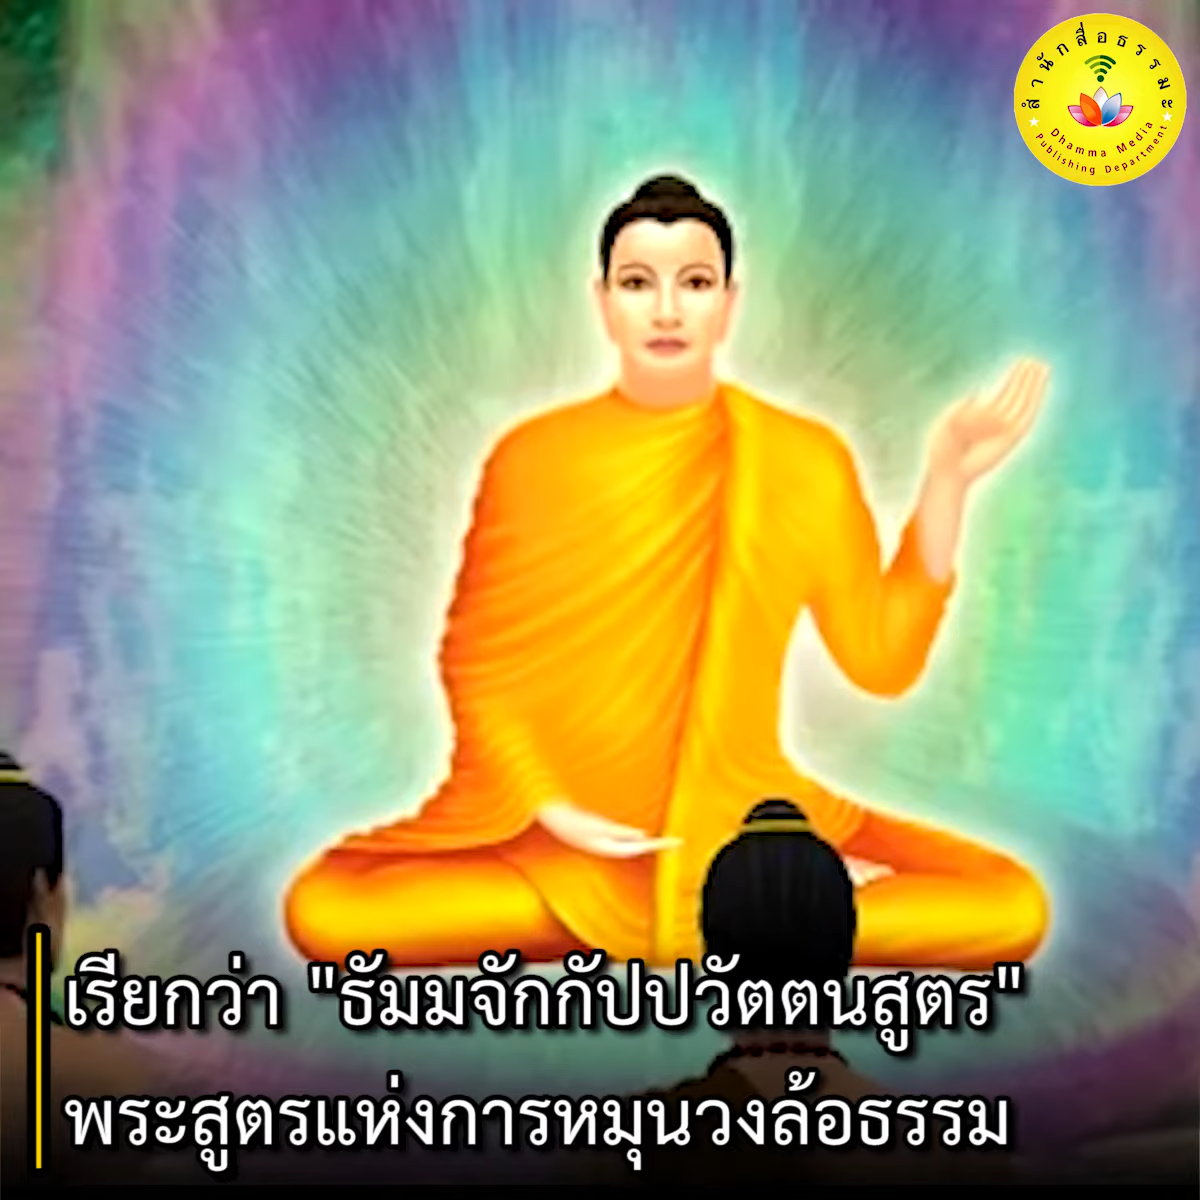 สำนักสื่อธรรมะ
Dhamma Media
Publishing Department
เรียกว่า "ธัมมจักกัปปวัตตนสูตร"
พระสูตรแห่งการหมุนวงล้อธรรม